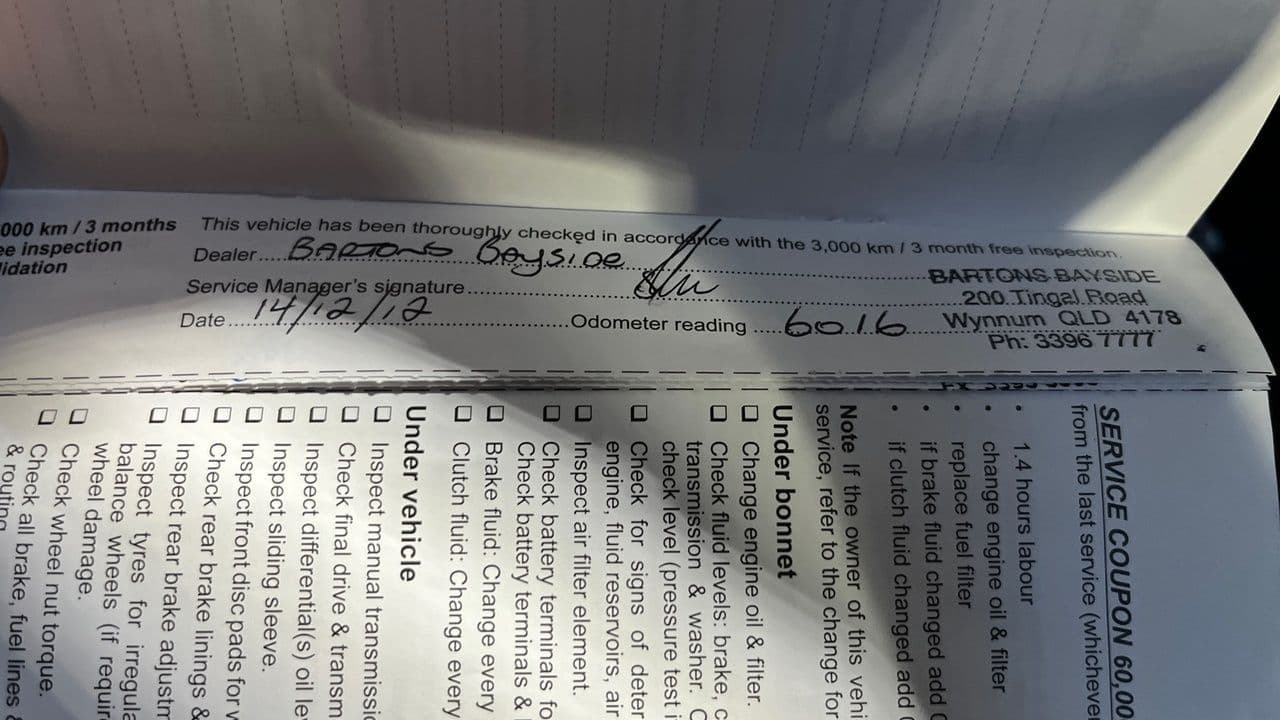 000 km / 3 months
ee inspection
lidation
This vehicle has been thoroughly checked in accordance with the 3,000 km / 3 month free inspection.
Dealer.... BARTONS Bayside
Service Manager's signature
Date 14/12/12
Odometer reading .... 6016
BARTONS BAYSIDE
200 Tingal Road
Wynnum QLD 4178
Ph: 3396 7777
SERVICE COUPON 60,00
from the last service (whichever
• 1.4 hours labour
• change engine oil & filter
• replace fuel filter
• if brake fluid changed add
• if clutch fluid changed add
Note If the owner of this vehi
service, refer to the change for
Under bonnet
Change engine oil & filter.
Check fluid levels: brake, c
transmission & washer. C
check level (pressure test i
Check for signs of deter
engine, fluid reservoirs, air
Inspect air filter element.
Check battery terminals fo
Check battery terminals &
Brake fluid: Change every
Clutch fluid: Change every
Under vehicle
Inspect manual transmissio
Check final drive & transm
Inspect differential(s) oil le
Inspect sliding sleeve.
Inspect front disc pads for w
Check rear brake linings &
Inspect rear brake adjustm
Inspect tyres for irregula
balance wheels (if requir
wheel damage.
Check wheel nut torque.
Check all brake, fuel lines &
& routing